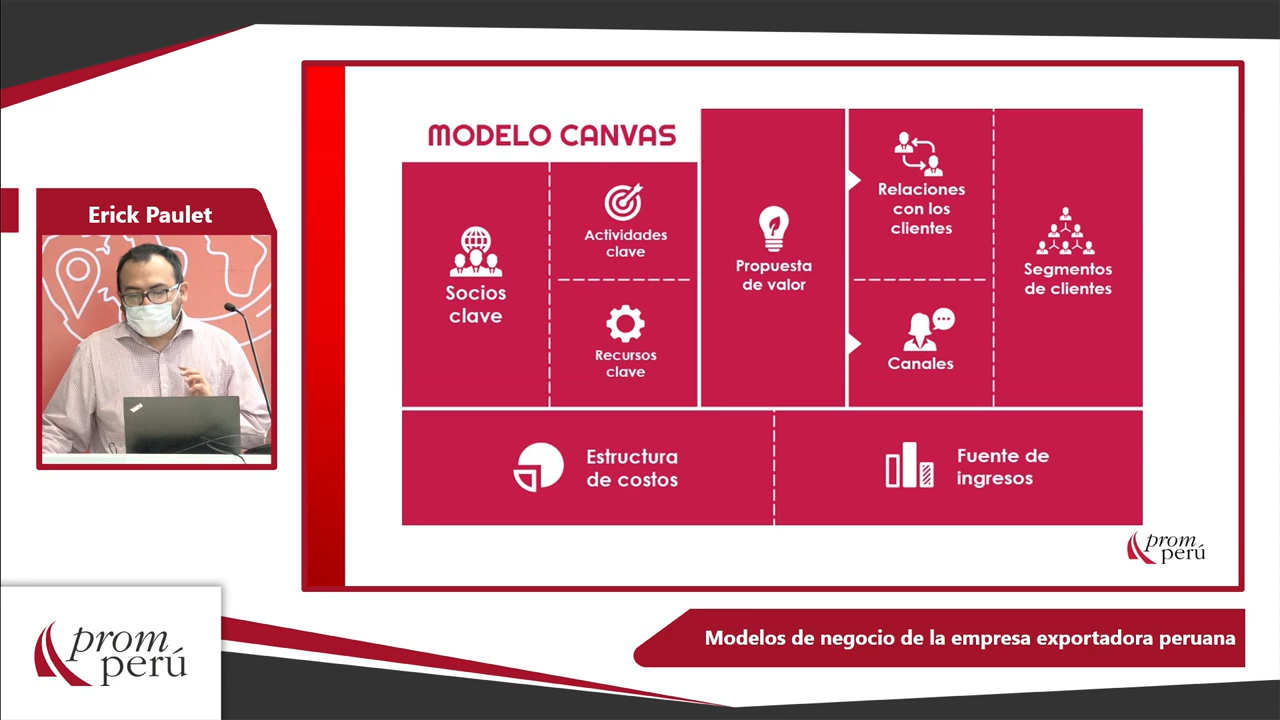 Erick Paulet
MODELO CANVAS
Socios
clave
Actividades
clave
Recursos
clave
Propuesta
de valor
Relaciones
con los
clientes
Canales
Segmentos
de clientes
Estructura
de costos
Fuente de
ingresos
prom
perú
prom
perú
Modelos de negocio de la empresa exportadora peruana